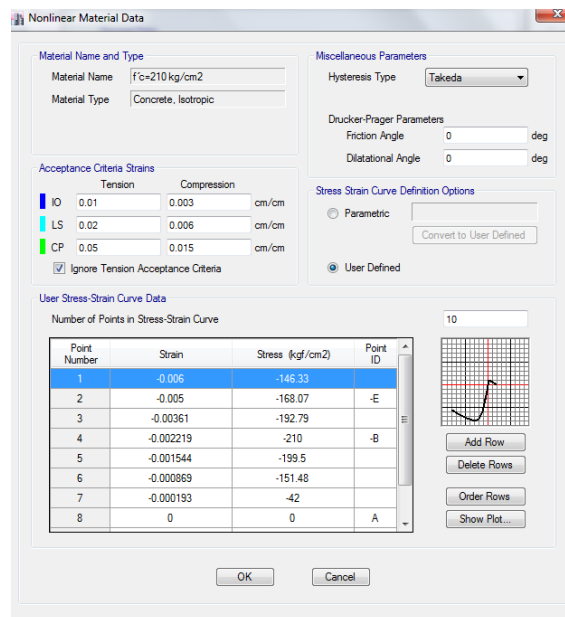 Nonlinear Material Data
Material Name and Type
Material Name f'c=210 kg/cm2
Material Type Concrete, Isotropic
Miscellaneous Parameters
Hysteresis Type Takeda
Drucker-Prager Parameters
Friction Angle 0 deg
Dilatational Angle 0 deg
Acceptance Criteria Strains
Tension Compression
IO 0.01 0.003 cm/cm
LS 0.02 0.006 cm/cm
CP 0.05 0.015 cm/cm
Ignore Tension Acceptance Criteria
Stress Strain Curve Definition Options
Parametric
Convert to User Defined
User Defined
User Stress-Strain Curve Data
Number of Points in Stress-Strain Curve 10
Point Number Strain Stress (kgf/cm2) Point ID
1 -0.006 -146.33
2 -0.005 -168.07 -E
3 -0.00361 -192.79
4 -0.002219 -210 -B
5 -0.001544 -199.5
6 -0.000869 -151.48
7 -0.000193 -42
8 0 0 A
Add Row
Delete Rows
Order Rows
Show Plot...
OK Cancel